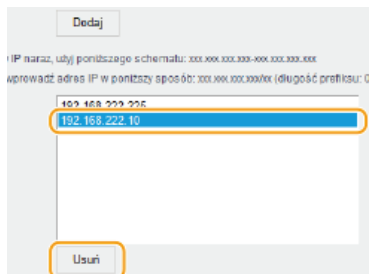 Dodaj
IP naraz, użyj poniższego schematu: xxx.xxx.xxx.xxx-xxx.xxx.xxx.xxx
wprowadź adres IP w poniższy sposób: xxx.xxx.xxx.xxx/xx (długość prefiksu: 0
192.168.222.225
192.168.222.10
Usuń